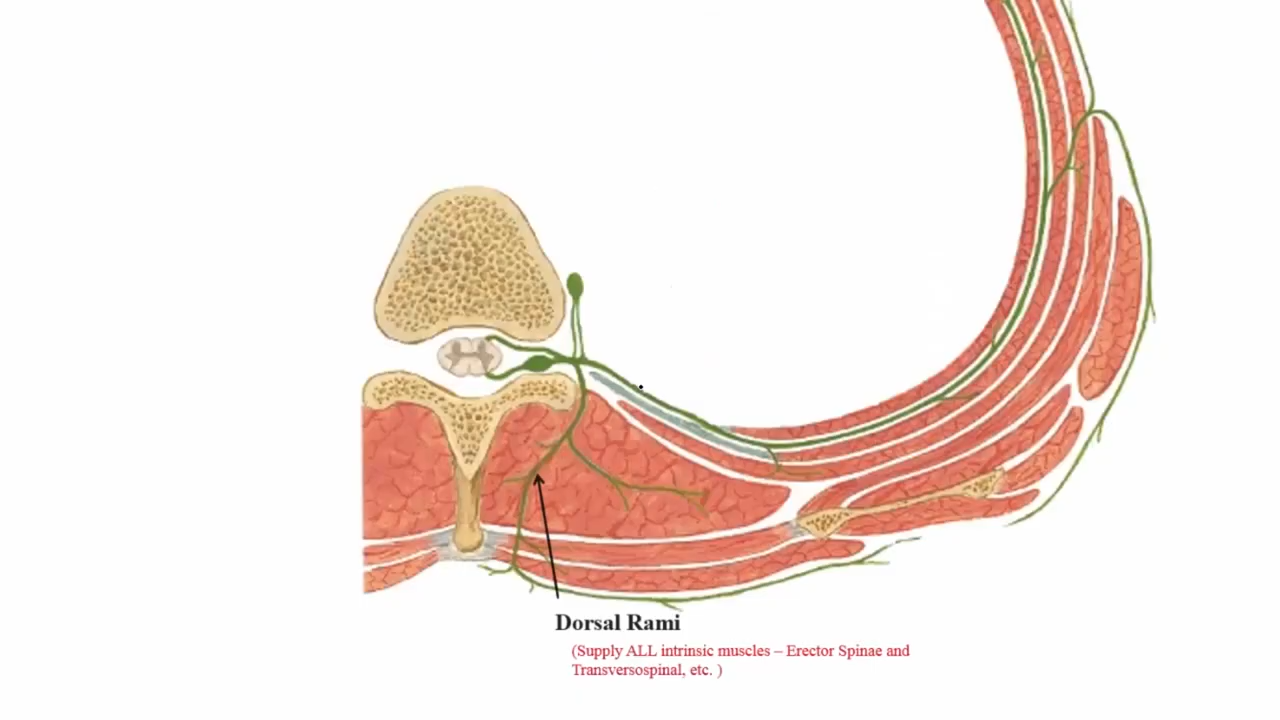 Dorsal Rami
(Supply ALL intrinsic muscles – Erector Spinae and
Transversospinal, etc. )